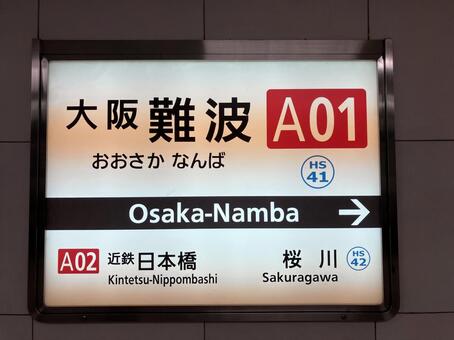 大阪難波 A01
おおさか なんば
HS
41
Osaka-Namba →
A02 近鉄日本橋
Kintetsu-Nippombashi
桜川 HS
42
Sakuragawa